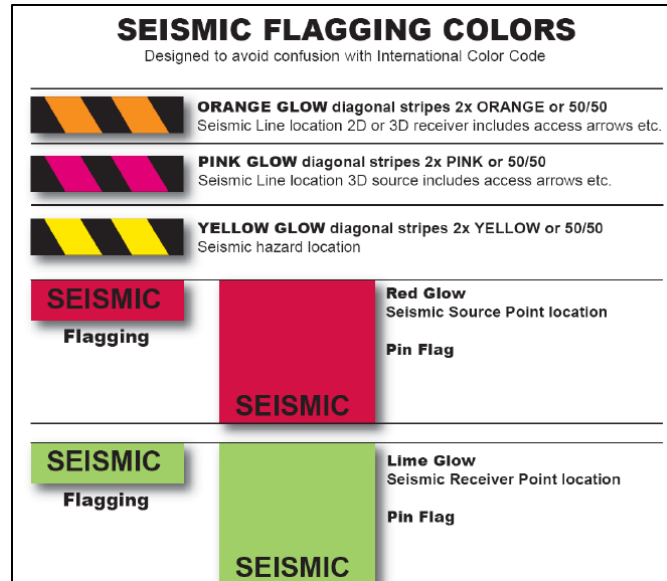 SEISMIC FLAGGING COLORS
Designed to avoid confusion with International Color Code
ORANGE GLOW diagonal stripes 2x ORANGE or 50/50
Seismic Line location 2D or 3D receiver includes access arrows etc.
PINK GLOW diagonal stripes 2x PINK or 50/50
Seismic Line location 3D source includes access arrows etc.
YELLOW GLOW diagonal stripes 2x YELLOW or 50/50
Seismic hazard location
SEISMIC
Flagging
SEISMIC
Red Glow
Seismic Source Point location
Pin Flag
SEISMIC
Flagging
SEISMIC
Lime Glow
Seismic Receiver Point location
Pin Flag